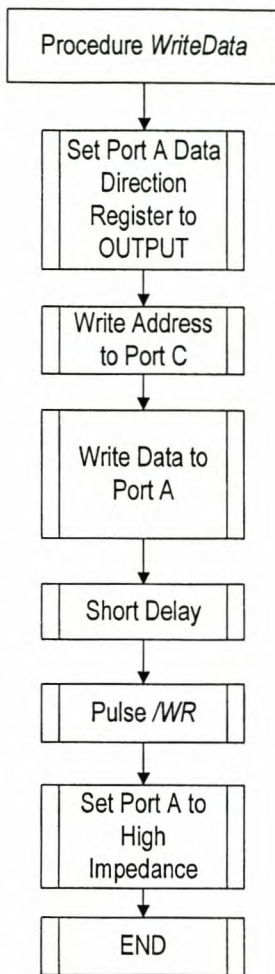 Procedure WriteData
Set Port A Data
Direction
Register to
OUTPUT
Write Address
to Port C
Write Data to
Port A
Short Delay
Pulse /WR
Set Port A to
High
Impedance
END